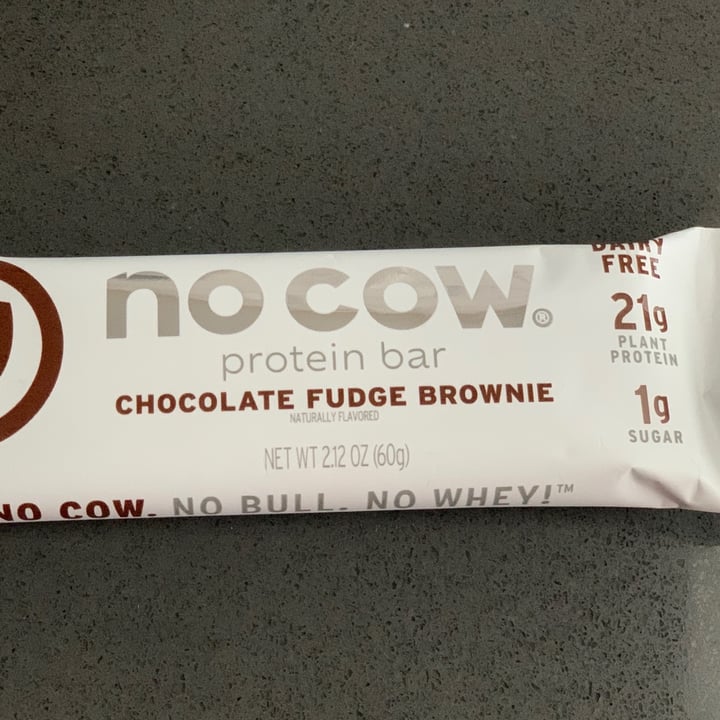 no cow®
protein bar
CHOCOLATE FUDGE BROWNIE
NATURALLY FLAVORED
NET WT 2.12 OZ (60g)
NO COW. NO BULL. NO WHEY!™
DAIRY
FREE
21g
PLANT
PROTEIN
1g
SUGAR